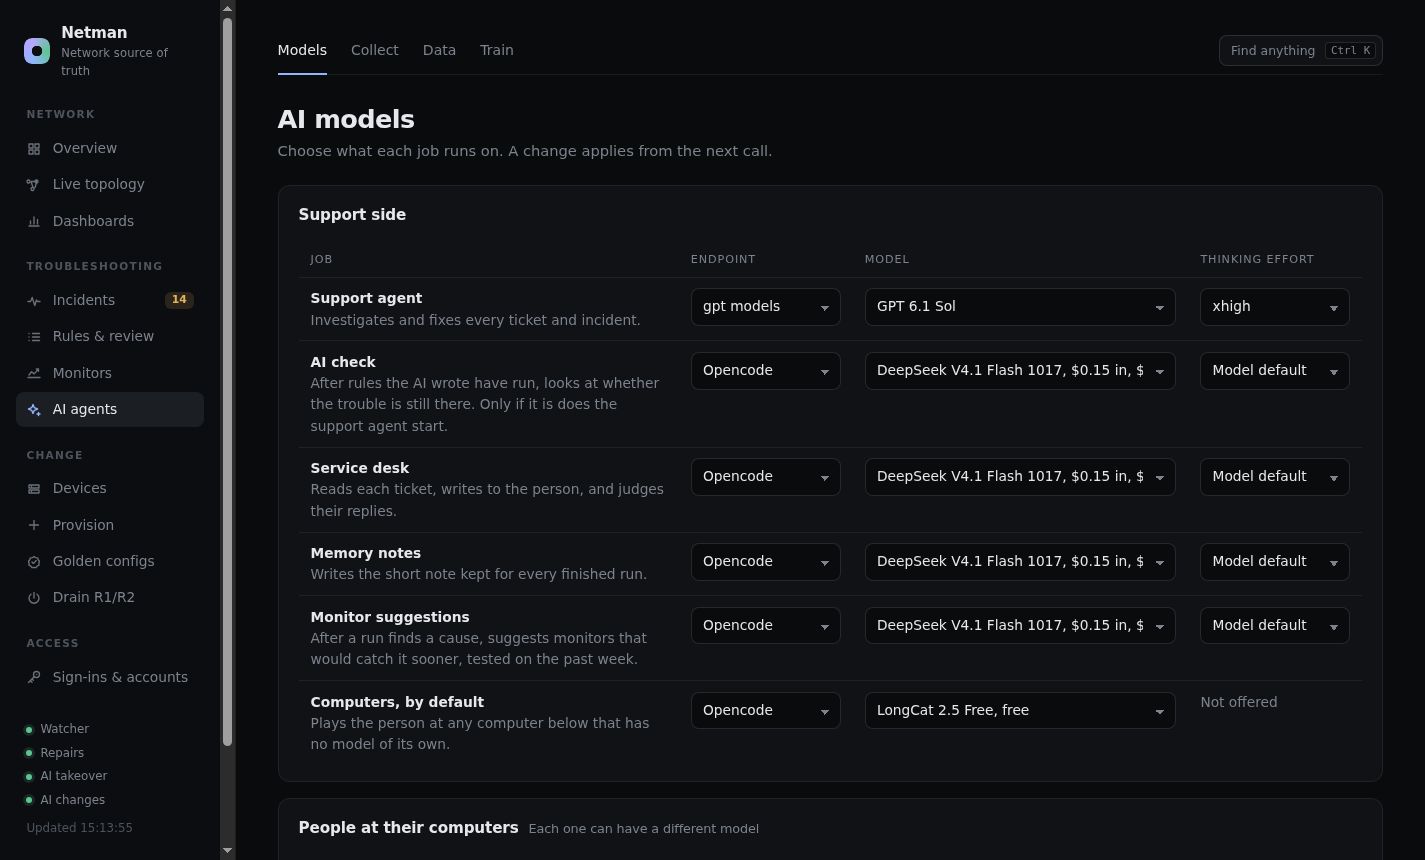 Netman
Network source of
truth
NETWORK
Overview
Live topology
Dashboards
TROUBLESHOOTING
Incidents 14
Rules & review
Monitors
AI agents
CHANGE
Devices
Provision
Golden configs
Drain R1/R2
ACCESS
Sign-ins & accounts
Watcher
Repairs
AI takeover
AI changes
Updated 15:13:55
Models Collect Data Train
Find anything Ctrl K
AI models
Choose what each job runs on. A change applies from the next call.
Support side
JOB ENDPOINT MODEL THINKING EFFORT
Support agent
Investigates and fixes every ticket and incident.
gpt models GPT 6.1 Sol xhigh
AI check
After rules the AI wrote have run, looks at whether
the trouble is still there. Only if it is does the
support agent start.
Opencode DeepSeek V4.1 Flash 1017, $0.15 in, $ Model default
Service desk
Reads each ticket, writes to the person, and judges
their replies.
Opencode DeepSeek V4.1 Flash 1017, $0.15 in, $ Model default
Memory notes
Writes the short note kept for every finished run.
Opencode DeepSeek V4.1 Flash 1017, $0.15 in, $ Model default
Monitor suggestions
After a run finds a cause, suggests monitors that
would catch it sooner, tested on the past week.
Opencode DeepSeek V4.1 Flash 1017, $0.15 in, $ Model default
Computers, by default
Plays the person at any computer below that has
no model of its own.
Opencode LongCat 2.5 Free, free Not offered
People at their computers Each one can have a different model